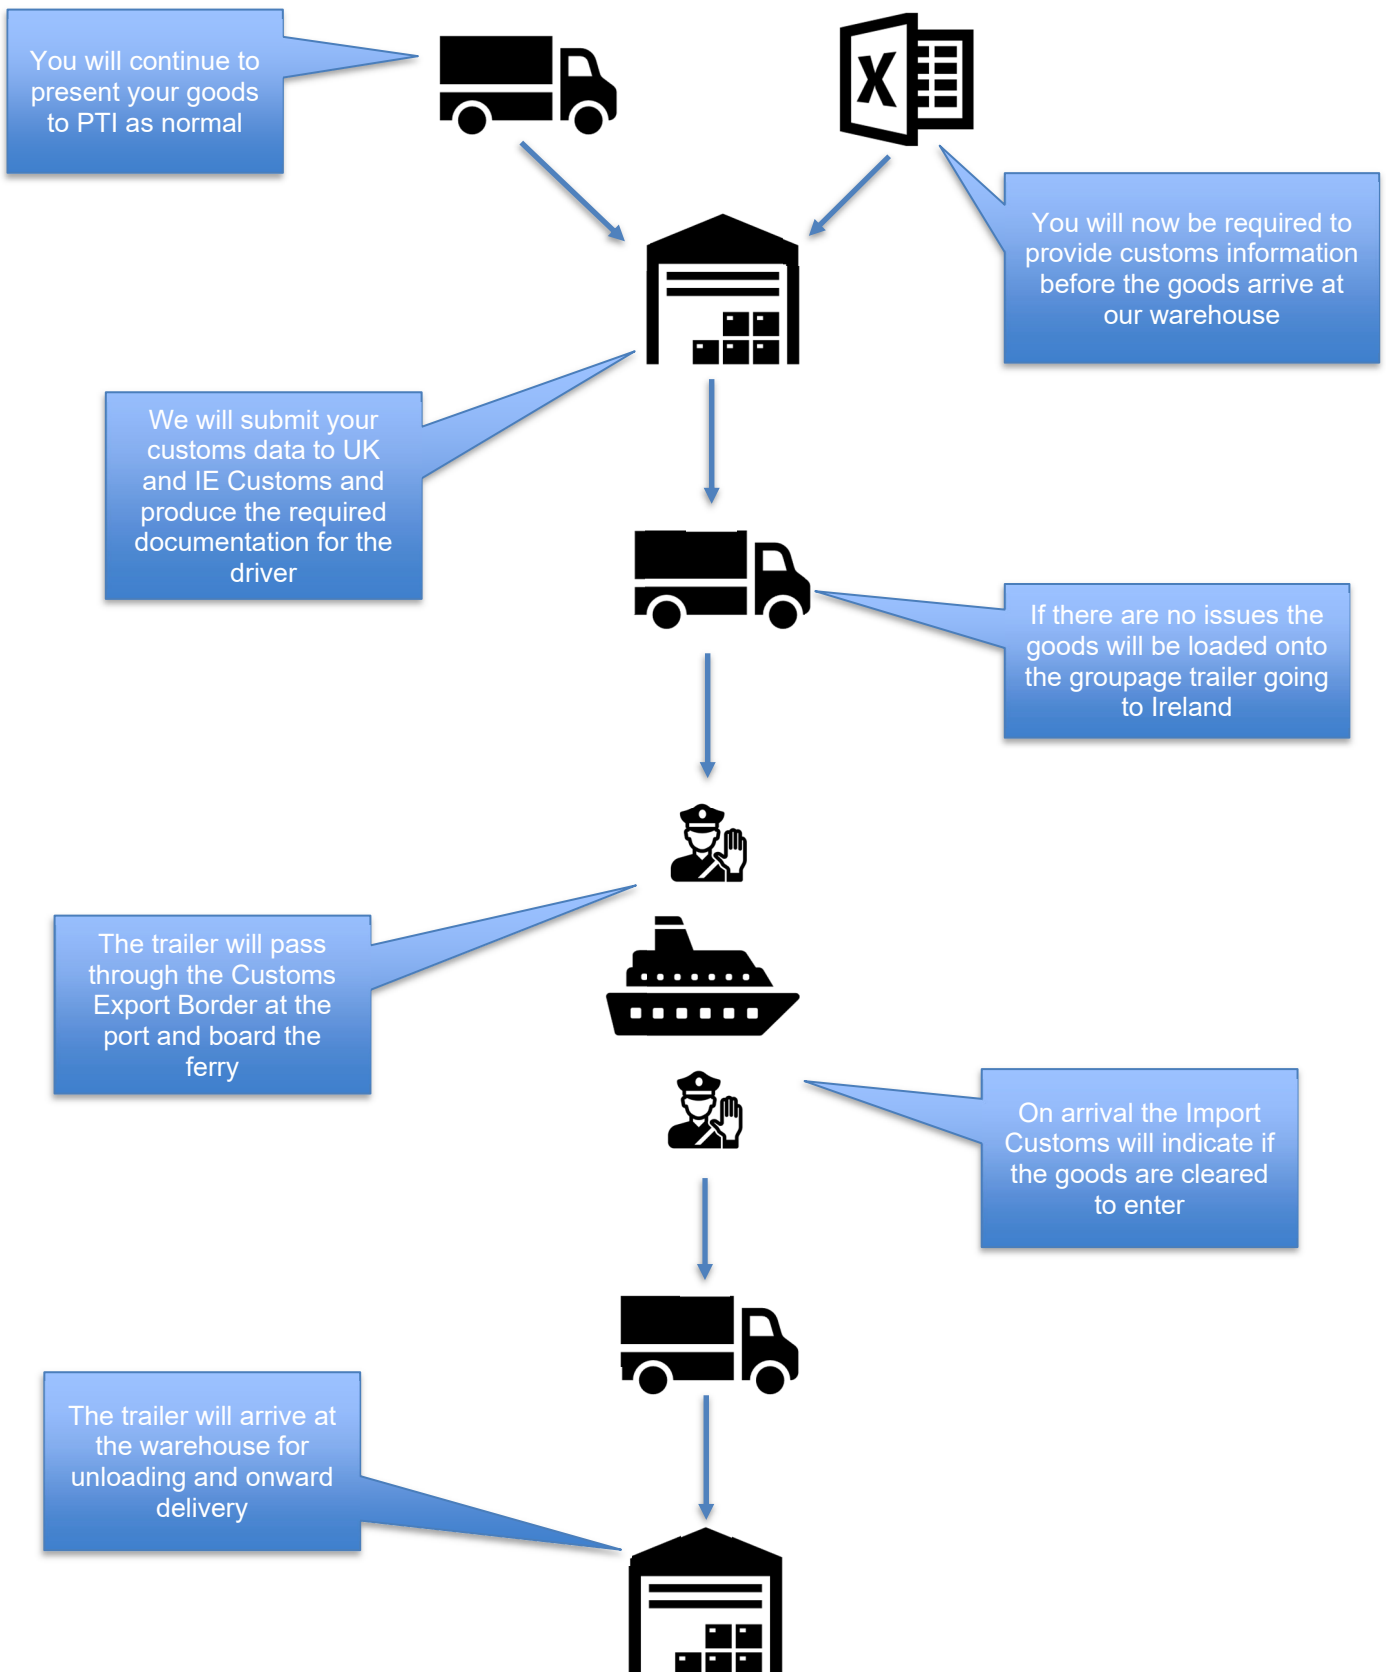 You will continue to
present your goods
to PTI as normal
X
You will now be required to
provide customs information
before the goods arrive at
our warehouse
We will submit your
customs data to UK
and IE Customs and
produce the required
documentation for the
driver
If there are no issues the
goods will be loaded onto
the groupage trailer going
to Ireland
The trailer will pass
through the Customs
Export Border at the
port and board the
ferry
On arrival the Import
Customs will indicate if
the goods are cleared
to enter
The trailer will arrive at
the warehouse for
unloading and onward
delivery